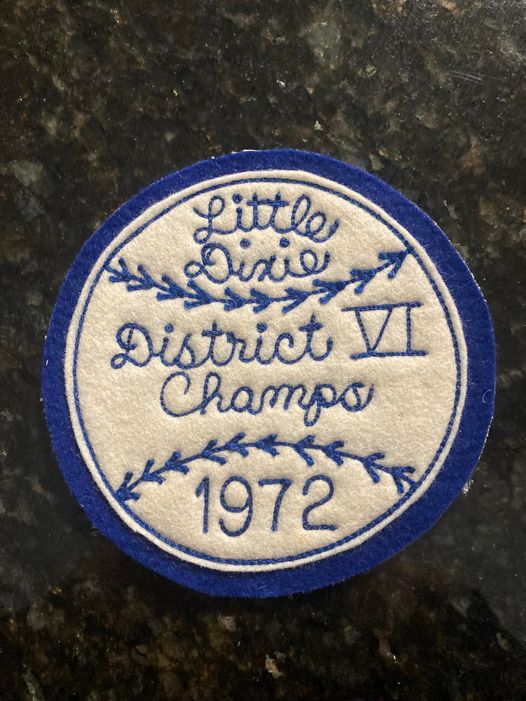 Little
Dixie
District VI
Champs
1972